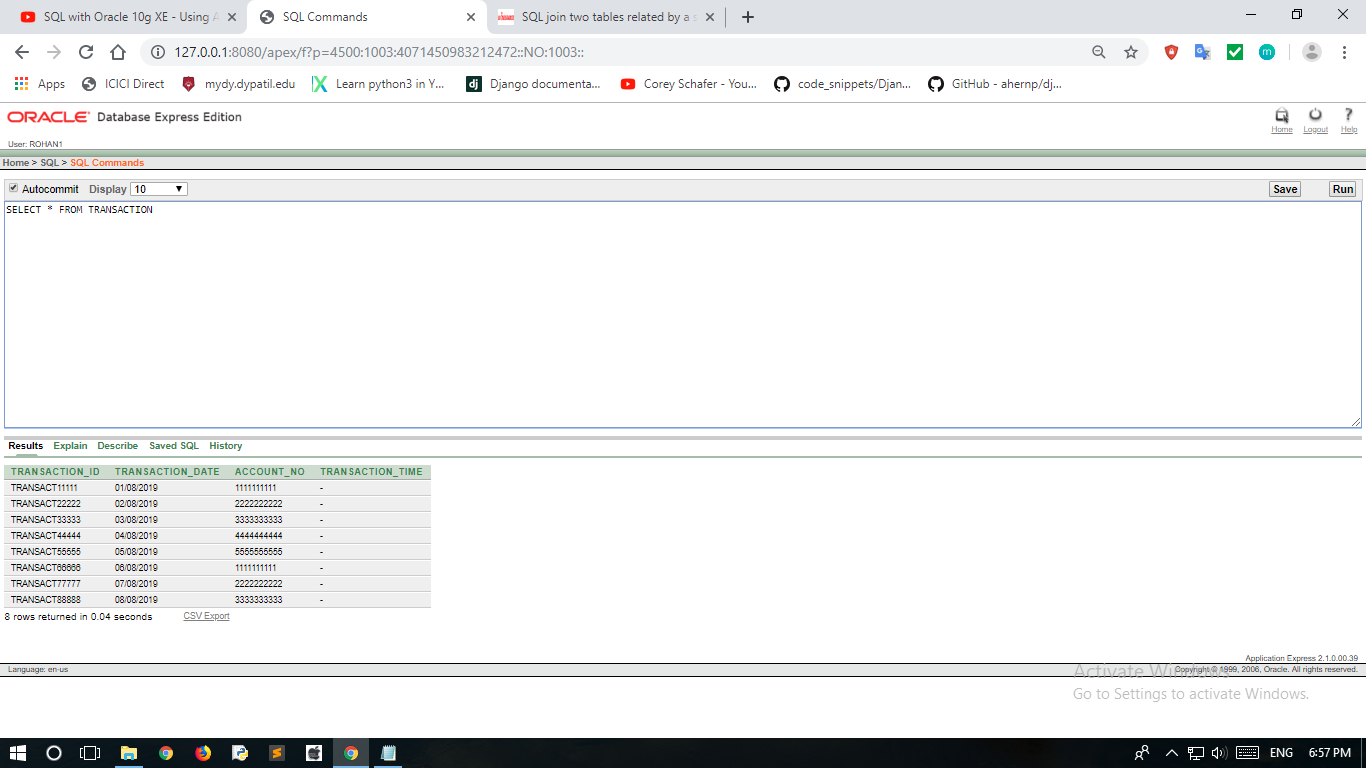 SQL with Oracle 10g XE - Using A
SQL Commands
SQL join two tables related by a s
127.0.0.1:8080/apex/f?p=4500:1003:4071450983212472::NO:1003::
Apps ICICI Direct mydy.dypatil.edu Learn python3 in Y... Django documenta... Corey Schafer - You... code_snippets/Djan... GitHub - ahernp/dj...
ORACLE Database Express Edition
Home Logout Help
User: ROHAN1
Home > SQL > SQL Commands
Autocommit Display 10 Save Run
SELECT * FROM TRANSACTION
Results Explain Describe Saved SQL History
TRANSACTION_ID TRANSACTION_DATE ACCOUNT_NO TRANSACTION_TIME
TRANSACT11111 01/08/2019 1111111111 -
TRANSACT22222 02/08/2019 2222222222 -
TRANSACT33333 03/08/2019 3333333333 -
TRANSACT44444 04/08/2019 4444444444 -
TRANSACT55555 05/08/2019 5555555555 -
TRANSACT66666 06/08/2019 1111111111 -
TRANSACT77777 07/08/2019 2222222222 -
TRANSACT88888 08/08/2019 3333333333 -
8 rows returned in 0.04 seconds CSV Export
Application Express 2.1.0.00.39
Language: en-us Copyright © 1999, 2006, Oracle. All rights reserved.
Activate Windows
Go to Settings to activate Windows.
ENG 6:57 PM